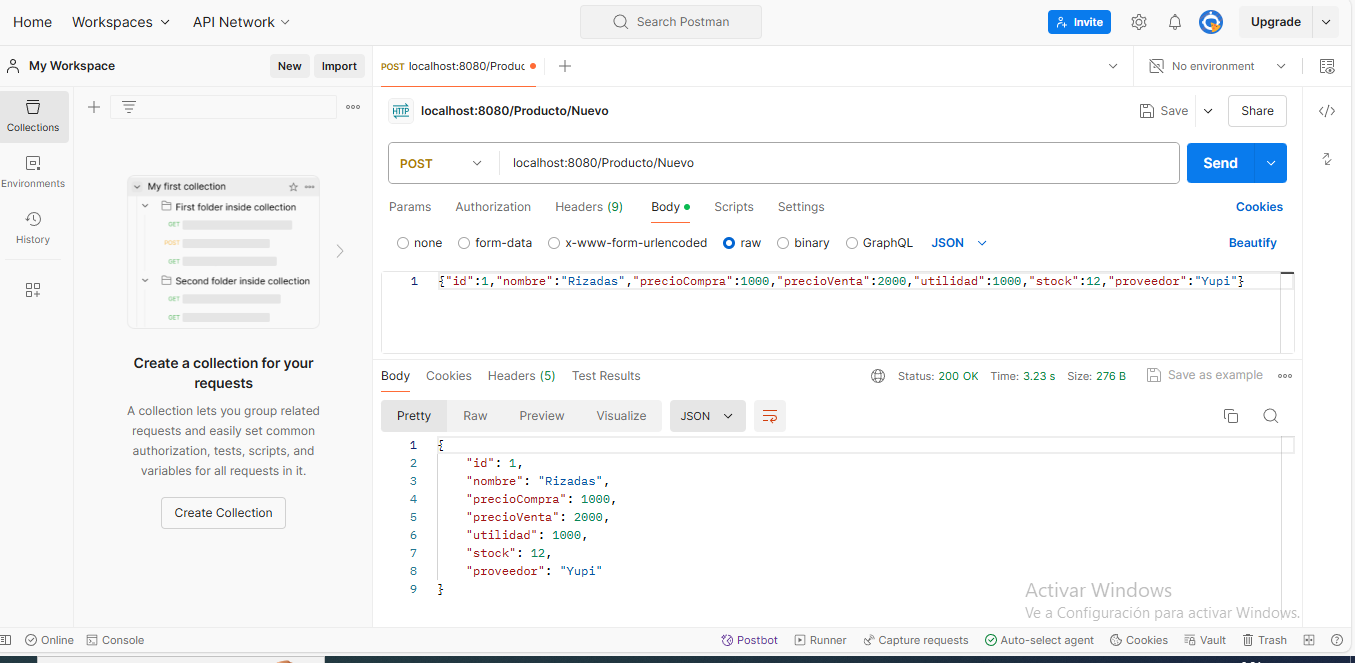 Home Workspaces API Network Search Postman Invite Upgrade
My Workspace New Import POST localhost:8080/Produc No environment
Collections
Environments
History
My first collection
First folder inside collection
GET
POST
GET
Second folder inside collection
GET
GET
Create a collection for your
requests
A collection lets you group related
requests and easily set common
authorization, tests, scripts, and
variables for all requests in it.
Create Collection
HTTP localhost:8080/Producto/Nuevo Save Share
POST localhost:8080/Producto/Nuevo Send
Params Authorization Headers (9) Body Scripts Settings Cookies
none form-data x-www-form-urlencoded raw binary GraphQL JSON Beautify
1 {"id":1,"nombre":"Rizadas","precioCompra":1000,"precioVenta":2000,"utilidad":1000,"stock":12,"proveedor":"Yupi"}
Body Cookies Headers (5) Test Results Status: 200 OK Time: 3.23 s Size: 276 B Save as example
Pretty Raw Preview Visualize JSON
1 {
2 "id": 1,
3 "nombre": "Rizadas",
4 "precioCompra": 1000,
5 "precioVenta": 2000,
6 "utilidad": 1000,
7 "stock": 12,
8 "proveedor": "Yupi"
9 }
Activar Windows
Ve a Configuración para activar Windows.
Online Console Postbot Runner Capture requests Auto-select agent Cookies Vault Trash